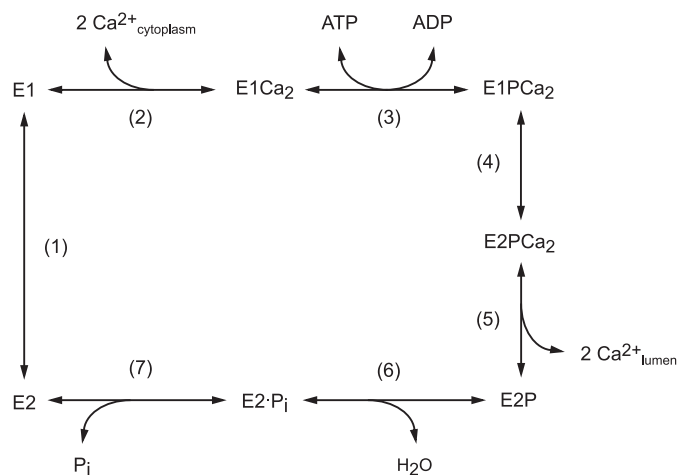 2 Ca²⁺cytoplasm ATP ADP
E1 E1Ca₂ E1PCa₂
(2) (3)
(4)
(1) E2PCa₂
(5)
2 Ca²⁺lumen
(7) (6)
E2 E2·Pᵢ E2P
Pᵢ H₂O